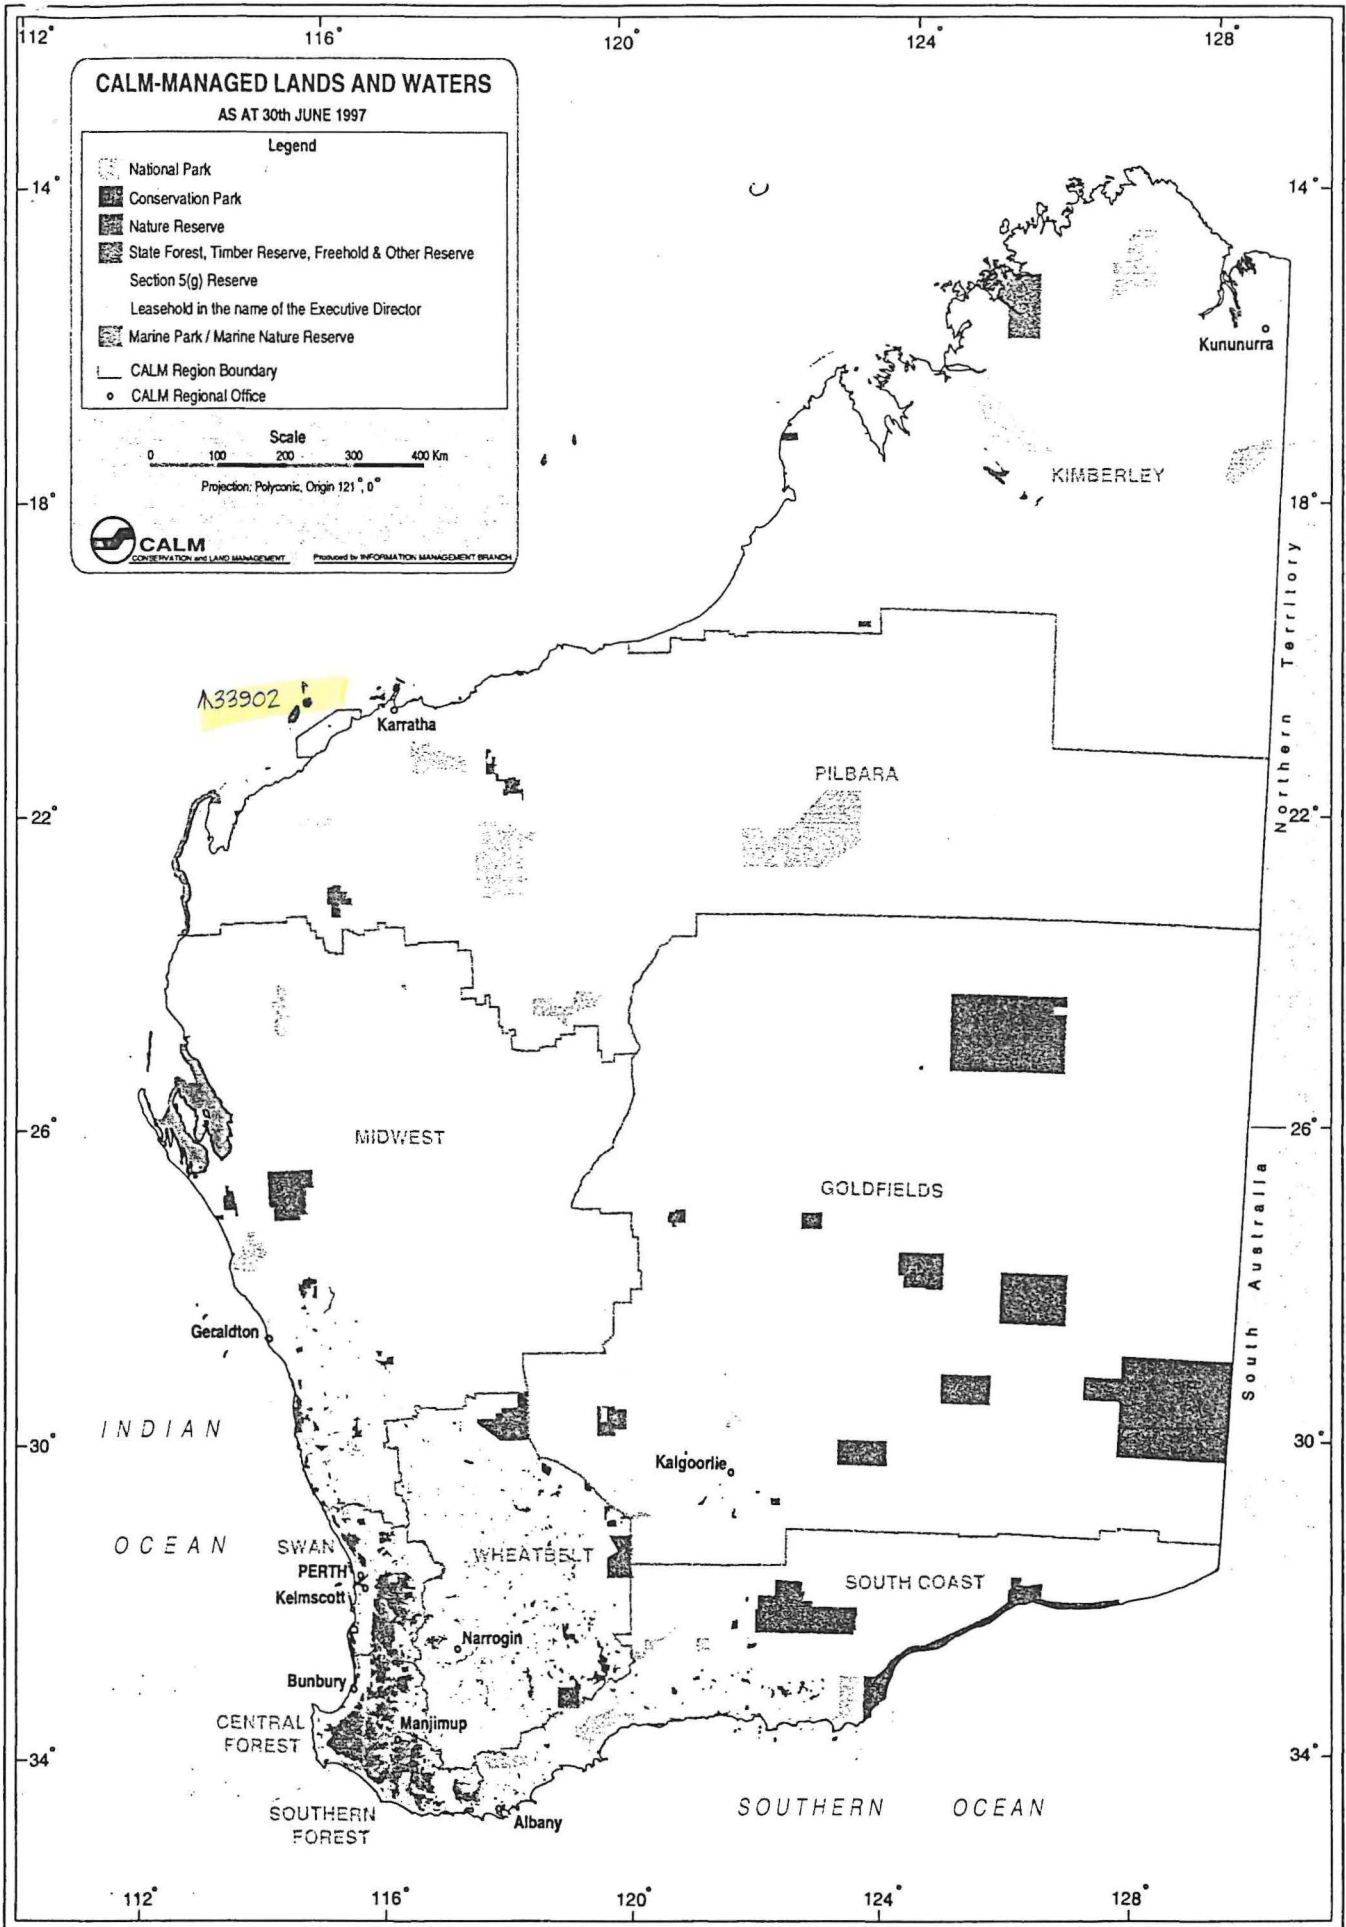 112° 116° 120° 124° 128°
CALM-MANAGED LANDS AND WATERS
AS AT 30th JUNE 1997
Legend
National Park
Conservation Park
Nature Reserve
State Forest, Timber Reserve, Freehold & Other Reserve
Section 5(g) Reserve
Leasehold in the name of the Executive Director
Marine Park / Marine Nature Reserve
CALM Region Boundary
CALM Regional Office
Scale
0 100 200 300 400 Km
Projection: Polyconic, Origin 121°, 0°
CALM
CONSERVATION and LAND MANAGEMENT Produced by INFORMATION MANAGEMENT BRANCH
14° 14°
Kununurra
KIMBERLEY
18° 18°
Northern Territory
33902
Karratha
PILBARA
22° 22°
26° 26°
MIDWEST
GOLDFIELDS
South Australia
Geraldton
INDIAN
30° 30°
Kalgoorlie
OCEAN
SWAN
WHEATBELT
PERTH
SOUTH COAST
Kelmscott
Narrogin
Bunbury
CENTRAL
FOREST
Manjimup
34° 34°
SOUTHERN
FOREST
Albany
SOUTHERN OCEAN
112° 116° 120° 124° 128°